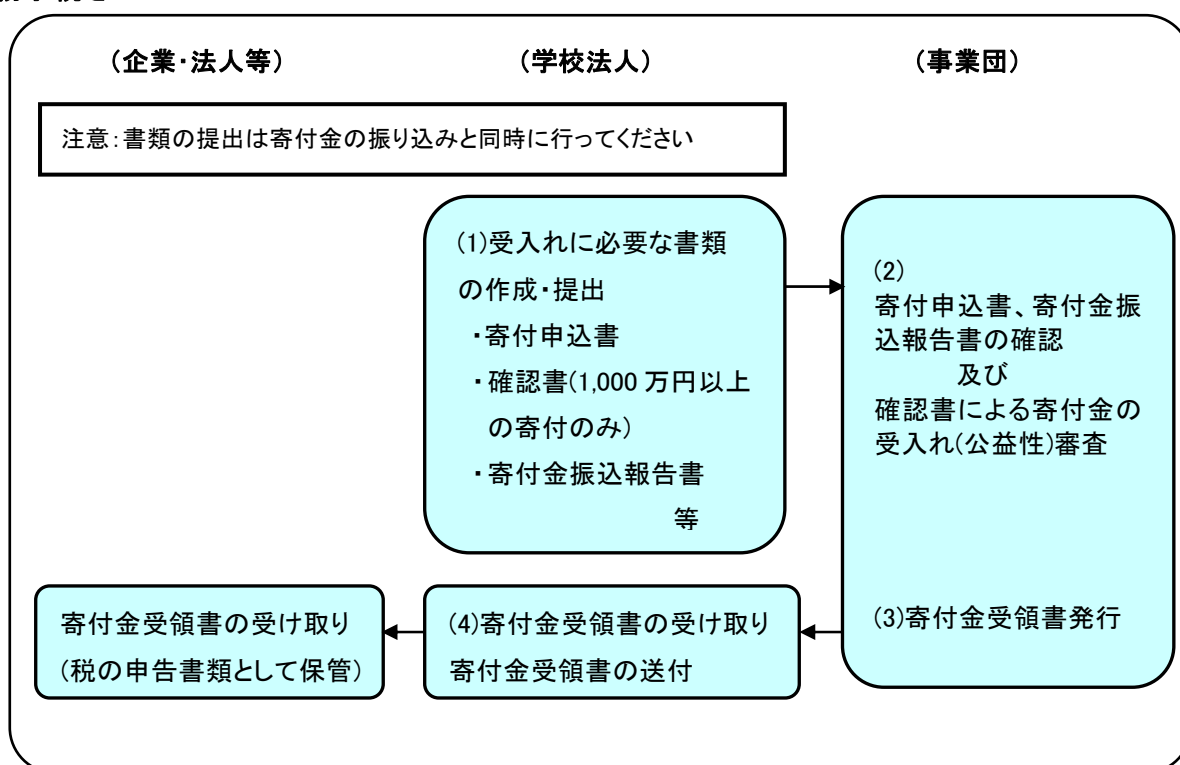 (企業・法人等)
(学校法人)
(事業団)
注意:書類の提出は寄付金の振り込みと同時に行ってください
(1)受入れに必要な書類
の作成・提出
・寄付申込書
・確認書(1,000 万円以上
の寄付のみ)
・寄付金振込報告書
等
(2)
寄付申込書、寄付金振
込報告書の確認
及び
確認書による寄付金の
受入れ(公益性)審査
(3)寄付金受領書発行
(4)寄付金受領書の受け取り
寄付金受領書の送付
寄付金受領書の受け取り
(税の申告書類として保管)